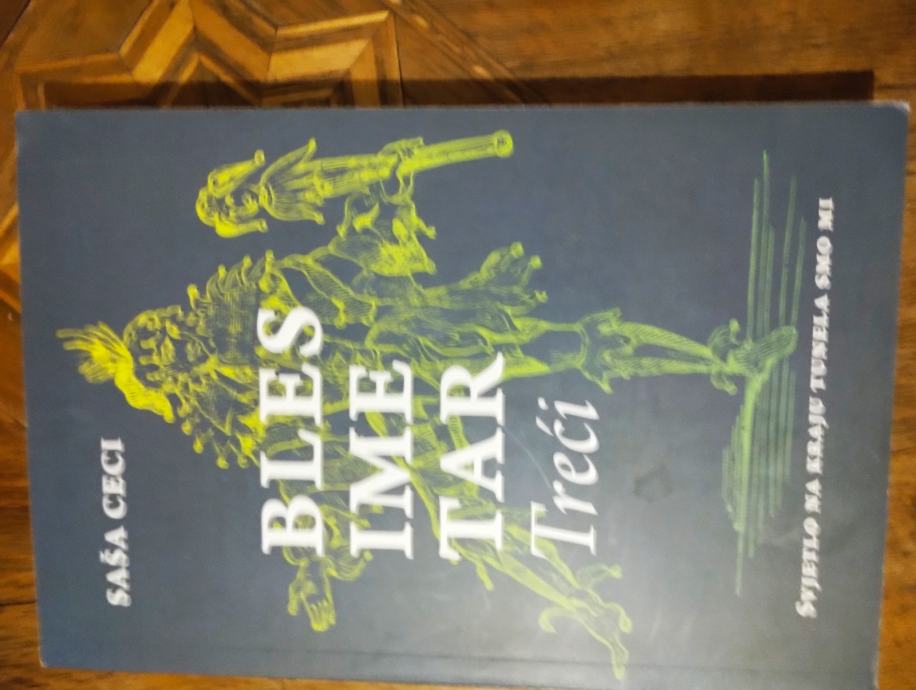 SAŠA CECI
BLES
IME
TAR
Treći
SVJETLO NA KRAJU TUNELA SMO MI